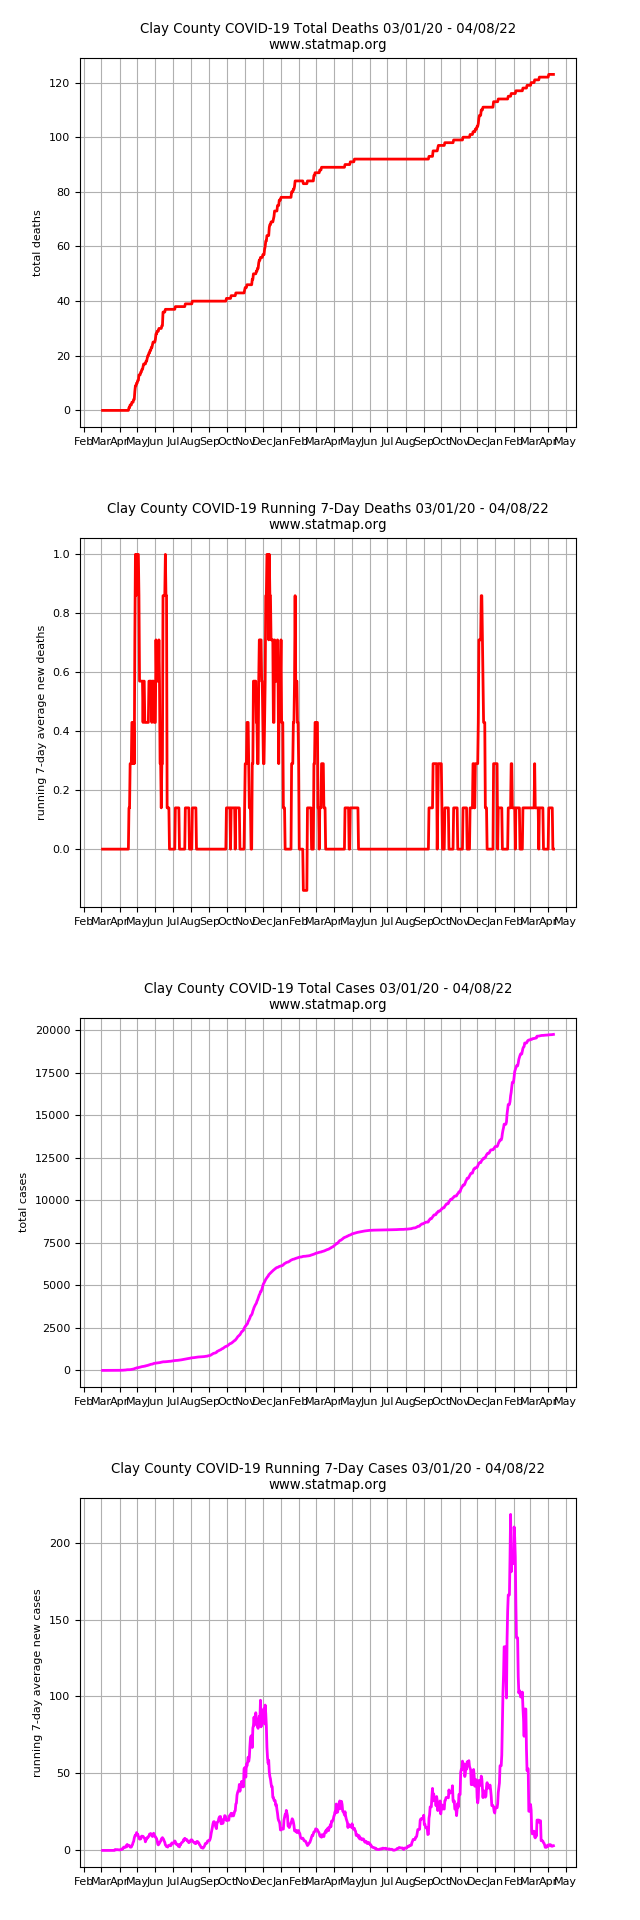 Clay County COVID-19 Total Deaths 03/01/20 - 04/08/22
www.statmap.org
120
100
80
60
40
20
0
total deaths
Feb Mar Apr May Jun Jul Aug Sep Oct Nov Dec Jan Feb Mar Apr May Jun Jul Aug Sep Oct Nov Dec Jan Feb Mar Apr May
Clay County COVID-19 Running 7-Day Deaths 03/01/20 - 04/08/22
www.statmap.org
1.0
0.8
0.6
0.4
0.2
0.0
running 7-day average new deaths
Feb Mar Apr May Jun Jul Aug Sep Oct Nov Dec Jan Feb Mar Apr May Jun Jul Aug Sep Oct Nov Dec Jan Feb Mar Apr May
Clay County COVID-19 Total Cases 03/01/20 - 04/08/22
www.statmap.org
20000
17500
15000
12500
10000
7500
5000
2500
0
total cases
Feb Mar Apr May Jun Jul Aug Sep Oct Nov Dec Jan Feb Mar Apr May Jun Jul Aug Sep Oct Nov Dec Jan Feb Mar Apr May
Clay County COVID-19 Running 7-Day Cases 03/01/20 - 04/08/22
www.statmap.org
200
150
100
50
0
running 7-day average new cases
Feb Mar Apr May Jun Jul Aug Sep Oct Nov Dec Jan Feb Mar Apr May Jun Jul Aug Sep Oct Nov Dec Jan Feb Mar Apr May